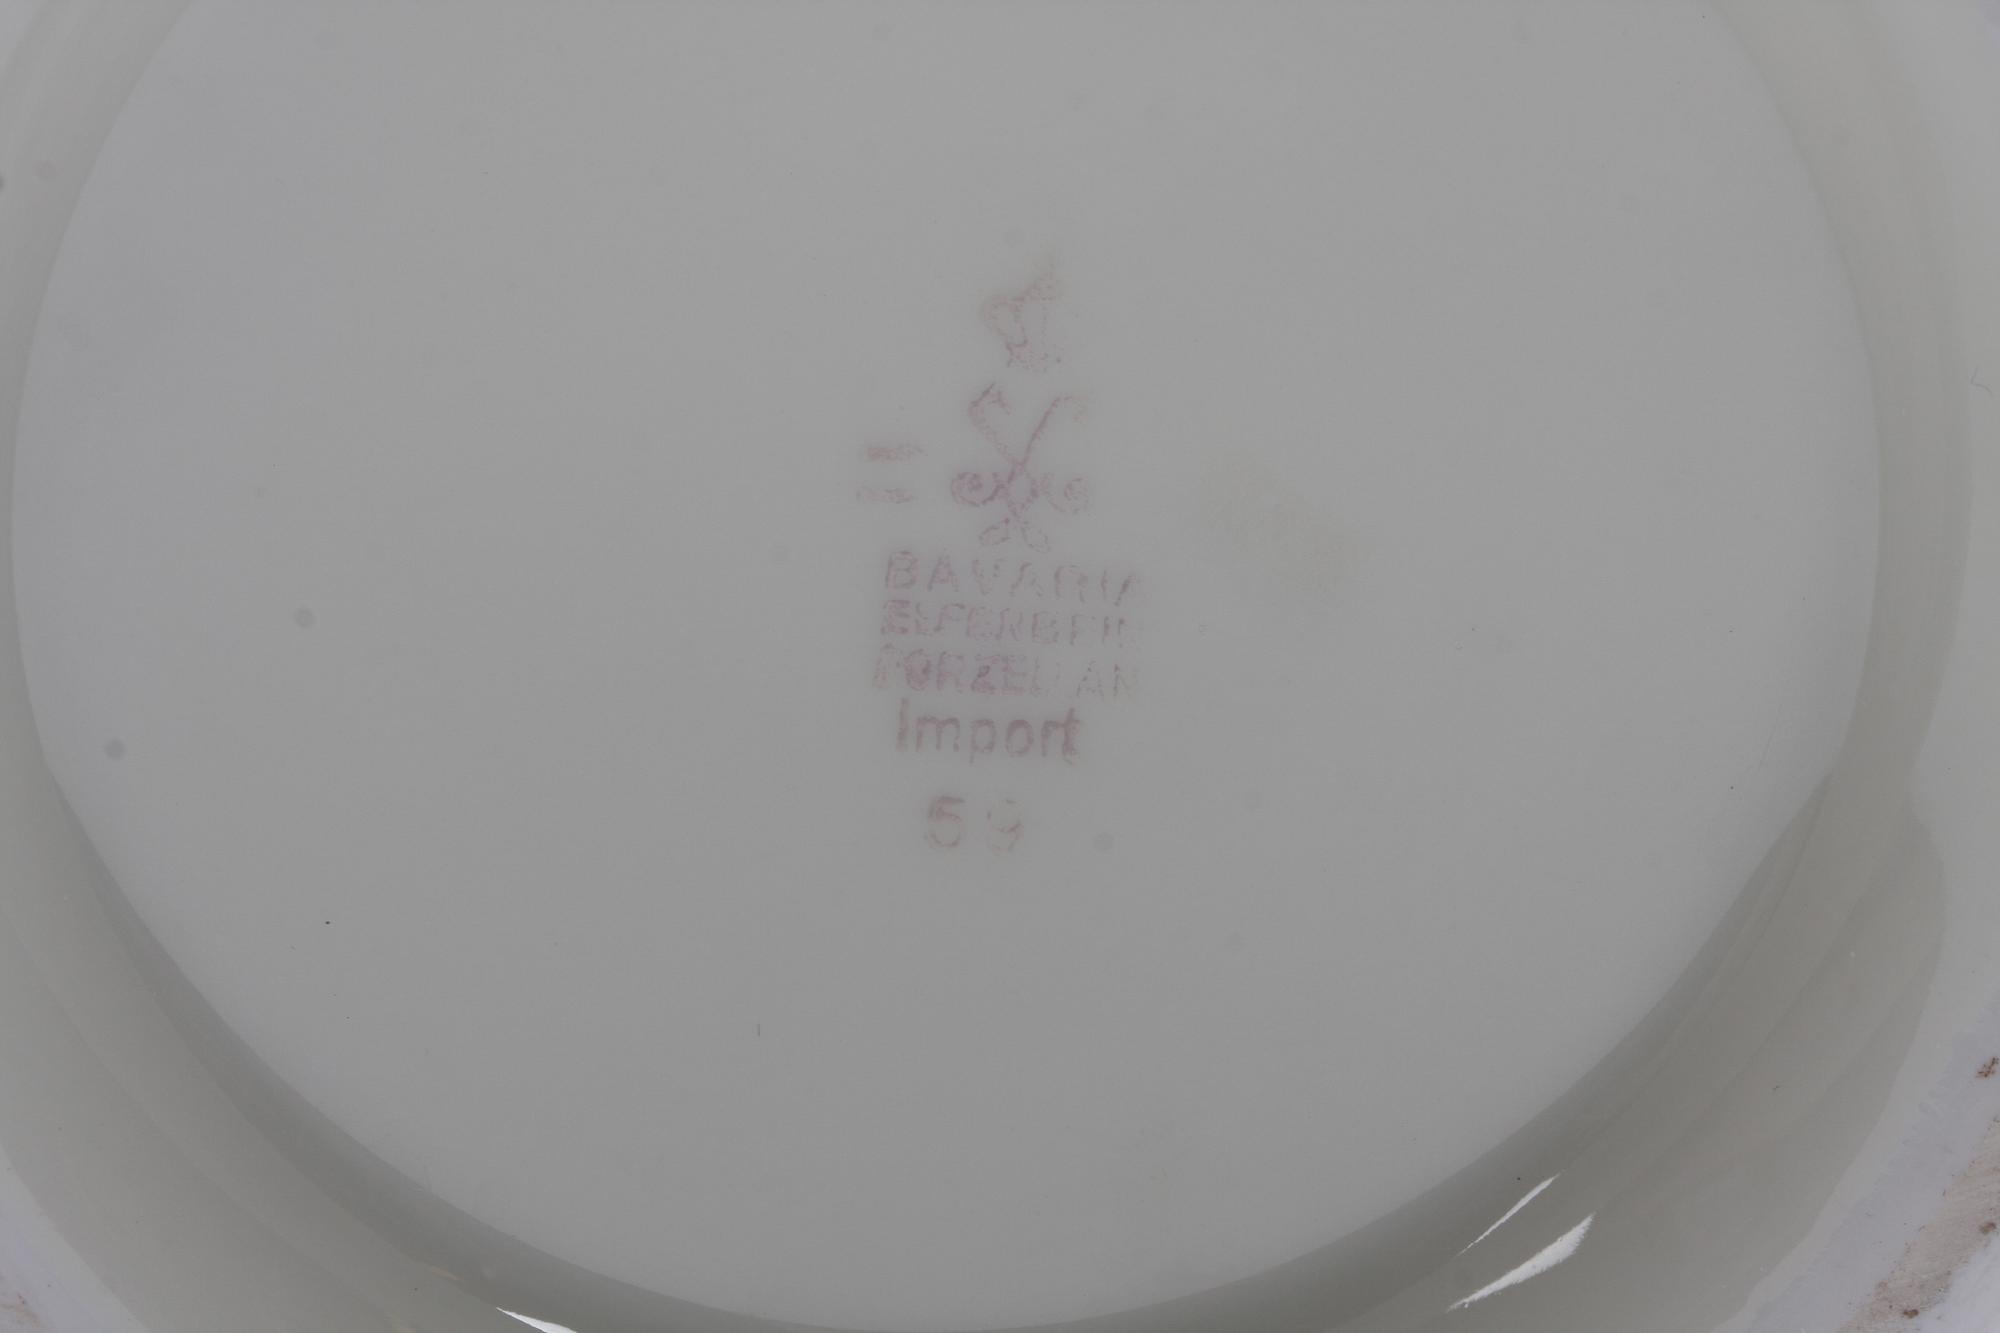 BAVARIA
ELFENBEIN
PORZELLAN
Import
59